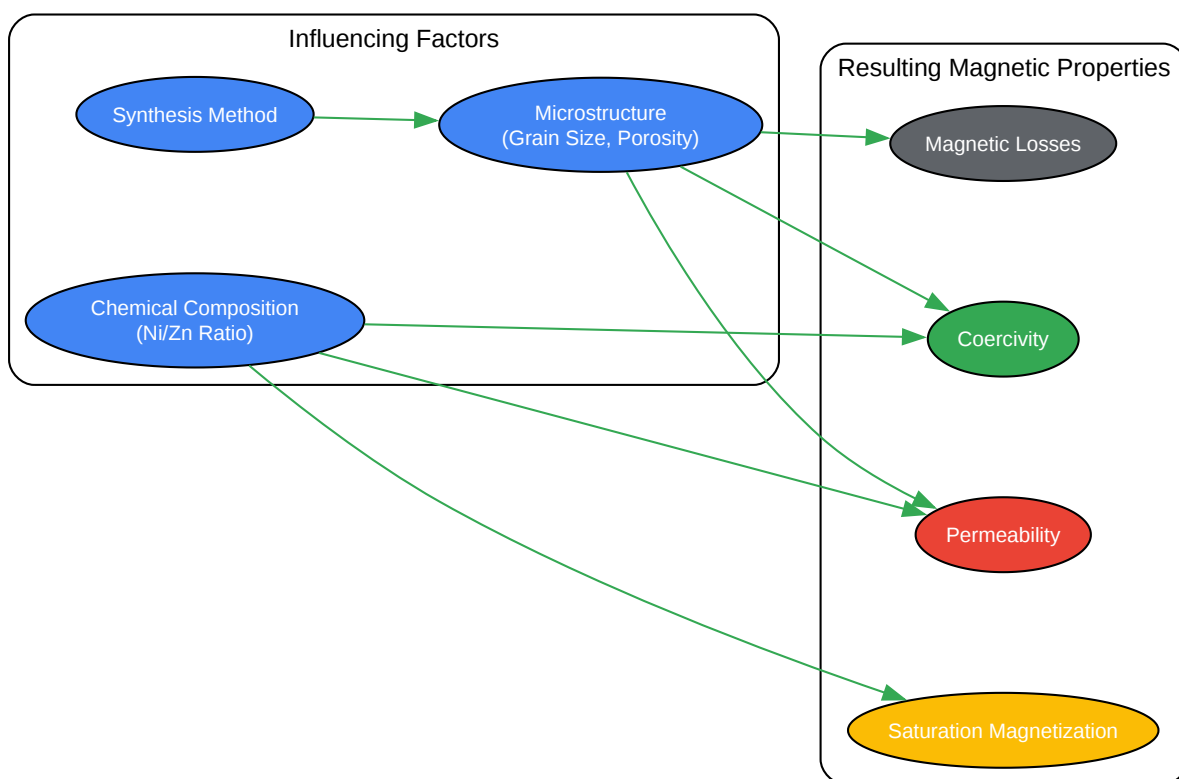 Influencing Factors
Synthesis Method
Microstructure
(Grain Size, Porosity)
Chemical Composition
(Ni/Zn Ratio)
Resulting Magnetic Properties
Magnetic Losses
Coercivity
Permeability
Saturation Magnetization